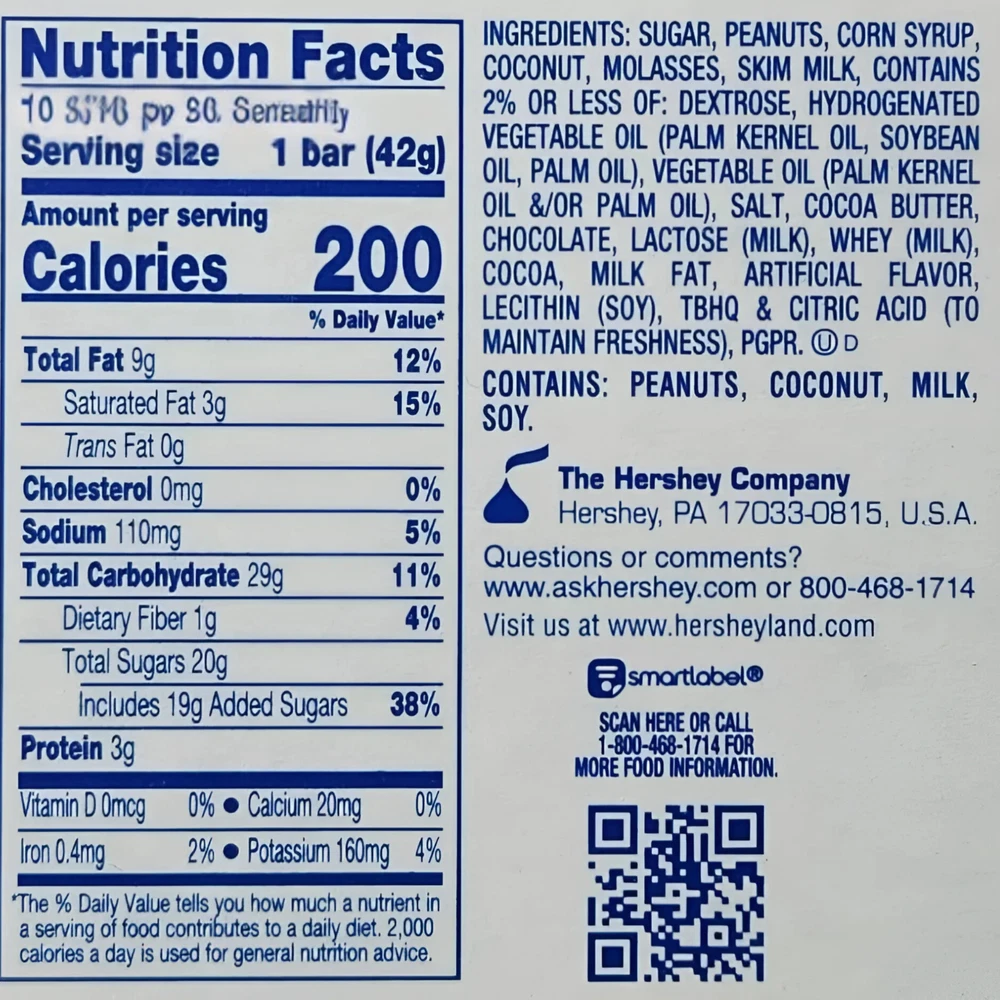 Nutrition Facts
10
Serving size 1 bar (42g)
Amount per serving
Calories 200
% Daily Value*
Total Fat 9g 12%
Saturated Fat 3g 15%
Trans Fat 0g
Cholesterol 0mg 0%
Sodium 110mg 5%
Total Carbohydrate 29g 11%
Dietary Fiber 1g 4%
Total Sugars 20g
Includes 19g Added Sugars 38%
Protein 3g
Vitamin D 0mcg 0% ● Calcium 20mg 0%
Iron 0.4mg 2% ● Potassium 160mg 4%
*The % Daily Value tells you how much a nutrient in
a serving of food contributes to a daily diet. 2,000
calories a day is used for general nutrition advice.
INGREDIENTS: SUGAR, PEANUTS, CORN SYRUP,
COCONUT, MOLASSES, SKIM MILK, CONTAINS
2% OR LESS OF: DEXTROSE, HYDROGENATED
VEGETABLE OIL (PALM KERNEL OIL, SOYBEAN
OIL, PALM OIL), VEGETABLE OIL (PALM KERNEL
OIL &/OR PALM OIL), SALT, COCOA BUTTER,
CHOCOLATE, LACTOSE (MILK), WHEY (MILK),
COCOA, MILK FAT, ARTIFICIAL FLAVOR,
LECITHIN (SOY), TBHQ & CITRIC ACID (TO
MAINTAIN FRESHNESS), PGPR. Ⓤ D
CONTAINS: PEANUTS, COCONUT, MILK,
SOY.
The Hershey Company
Hershey, PA 17033-0815, U.S.A.
Questions or comments?
www.askhershey.com or 800-468-1714
Visit us at www.hersheyland.com
smartlabel®
SCAN HERE OR CALL
1-800-468-1714 FOR
MORE FOOD INFORMATION.